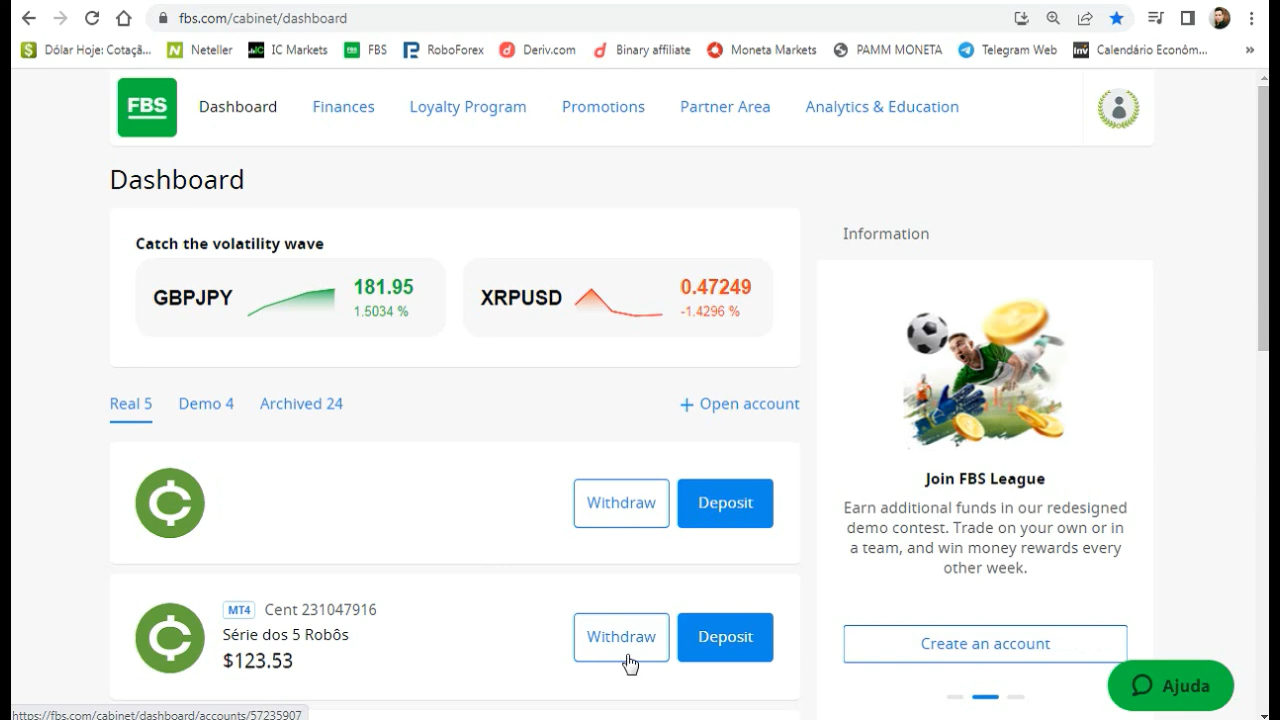 fbs.com/cabinet/dashboard
Dólar Hoje: Cotaçã... Neteller IC Markets FBS RoboForex Deriv.com Binary affiliate Moneta Markets PAMM MONETA Telegram Web Calendário Econôm... »
FBS Dashboard Finances Loyalty Program Promotions Partner Area Analytics & Education
Dashboard
Catch the volatility wave
GBPJPY 181.95
1.5034 %
XRPUSD 0.47249
-1.4296 %
Real 5 Demo 4 Archived 24 + Open account
Withdraw Deposit
MT4 Cent 231047916
Série dos 5 Robôs
$123.53
Withdraw Deposit
Information
Join FBS League
Earn additional funds in our redesigned
demo contest. Trade on your own or in
a team, and win money rewards every
other week.
Create an account
Ajuda
https://fbs.com/cabinet/dashboard/accounts/57235907